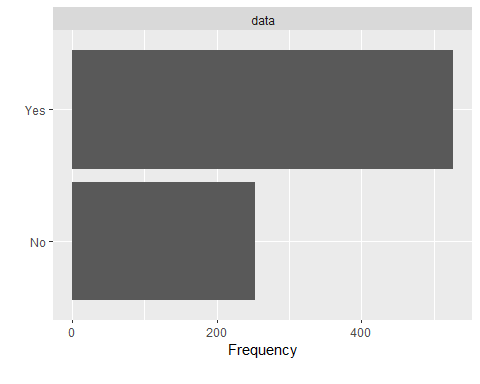 data
Yes
No
0 200 400
Frequency